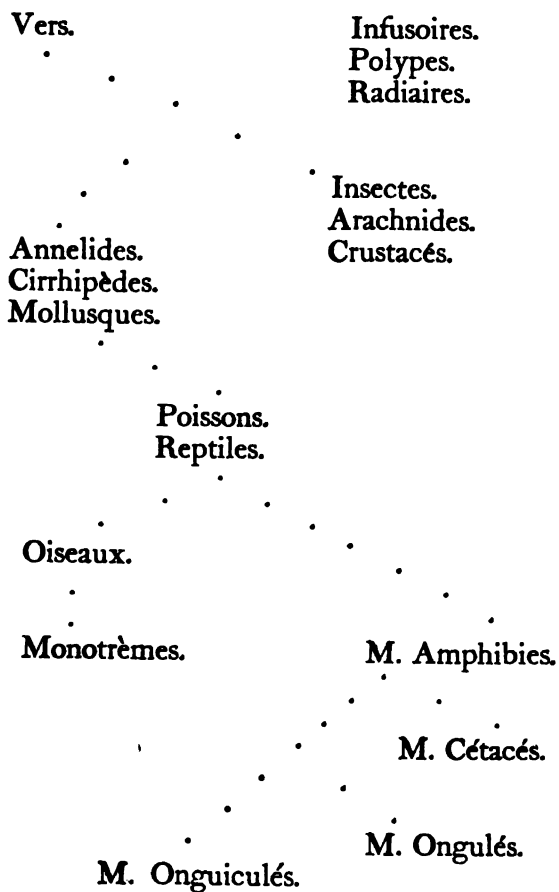 Vers.
Infusoires.
Polypes.
Radiaires.
Insectes.
Arachnides.
Crustacés.
Annelides.
Cirrhipèdes.
Mollusques.
Poissons.
Reptiles.
Oiseaux.
Monotrèmes.
M. Amphibies.
M. Cétacés.
M. Ongulés.
M. Onguiculés.